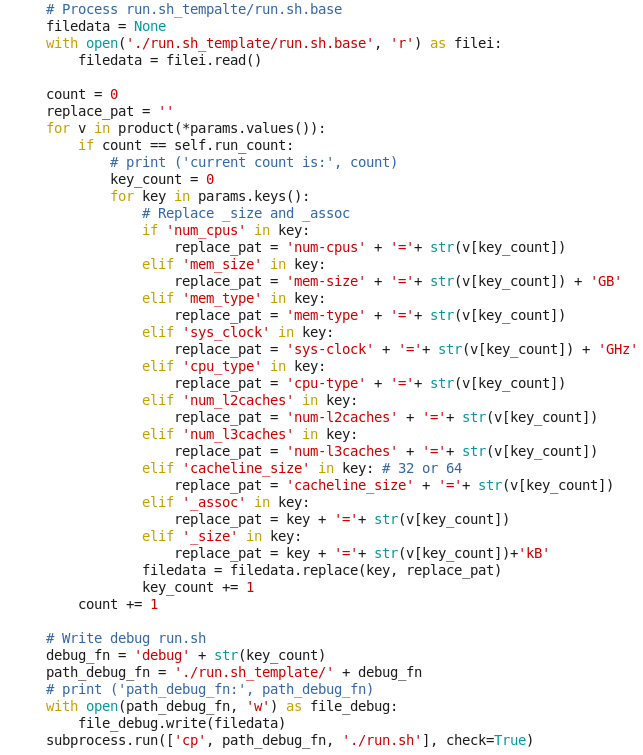 # Process run.sh_tempalte/run.sh.base
filedata = None
with open('./run.sh_template/run.sh.base', 'r') as filei:
    filedata = filei.read()

count = 0
replace_pat = ''
for v in product(*params.values()):
    if count == self.run_count:
        # print ('current count is:', count)
        key_count = 0
        for key in params.keys():
            # Replace _size and _assoc
            if 'num_cpus' in key:
                replace_pat = 'num-cpus' + '='+ str(v[key_count])
            elif 'mem_size' in key:
                replace_pat = 'mem-size' + '='+ str(v[key_count]) + 'GB'
            elif 'mem_type' in key:
                replace_pat = 'mem-type' + '='+ str(v[key_count])
            elif 'sys_clock' in key:
                replace_pat = 'sys-clock' + '='+ str(v[key_count]) + 'GHz'
            elif 'cpu_type' in key:
                replace_pat = 'cpu-type' + '='+ str(v[key_count])
            elif 'num_l2caches' in key:
                replace_pat = 'num-l2caches' + '='+ str(v[key_count])
            elif 'num_l3caches' in key:
                replace_pat = 'num-l3caches' + '='+ str(v[key_count])
            elif 'cacheline_size' in key: # 32 or 64
                replace_pat = 'cacheline_size' + '='+ str(v[key_count])
            elif '_assoc' in key:
                replace_pat = key + '='+ str(v[key_count])
            elif '_size' in key:
                replace_pat = key + '='+ str(v[key_count])+'kB'
            filedata = filedata.replace(key, replace_pat)
            key_count += 1
    count += 1

# Write debug run.sh
debug_fn = 'debug' + str(key_count)
path_debug_fn = './run.sh_template/' + debug_fn
# print ('path_debug_fn:', path_debug_fn)
with open(path_debug_fn, 'w') as file_debug:
    file_debug.write(filedata)
subprocess.run(['cp', path_debug_fn, './run.sh'], check=True)